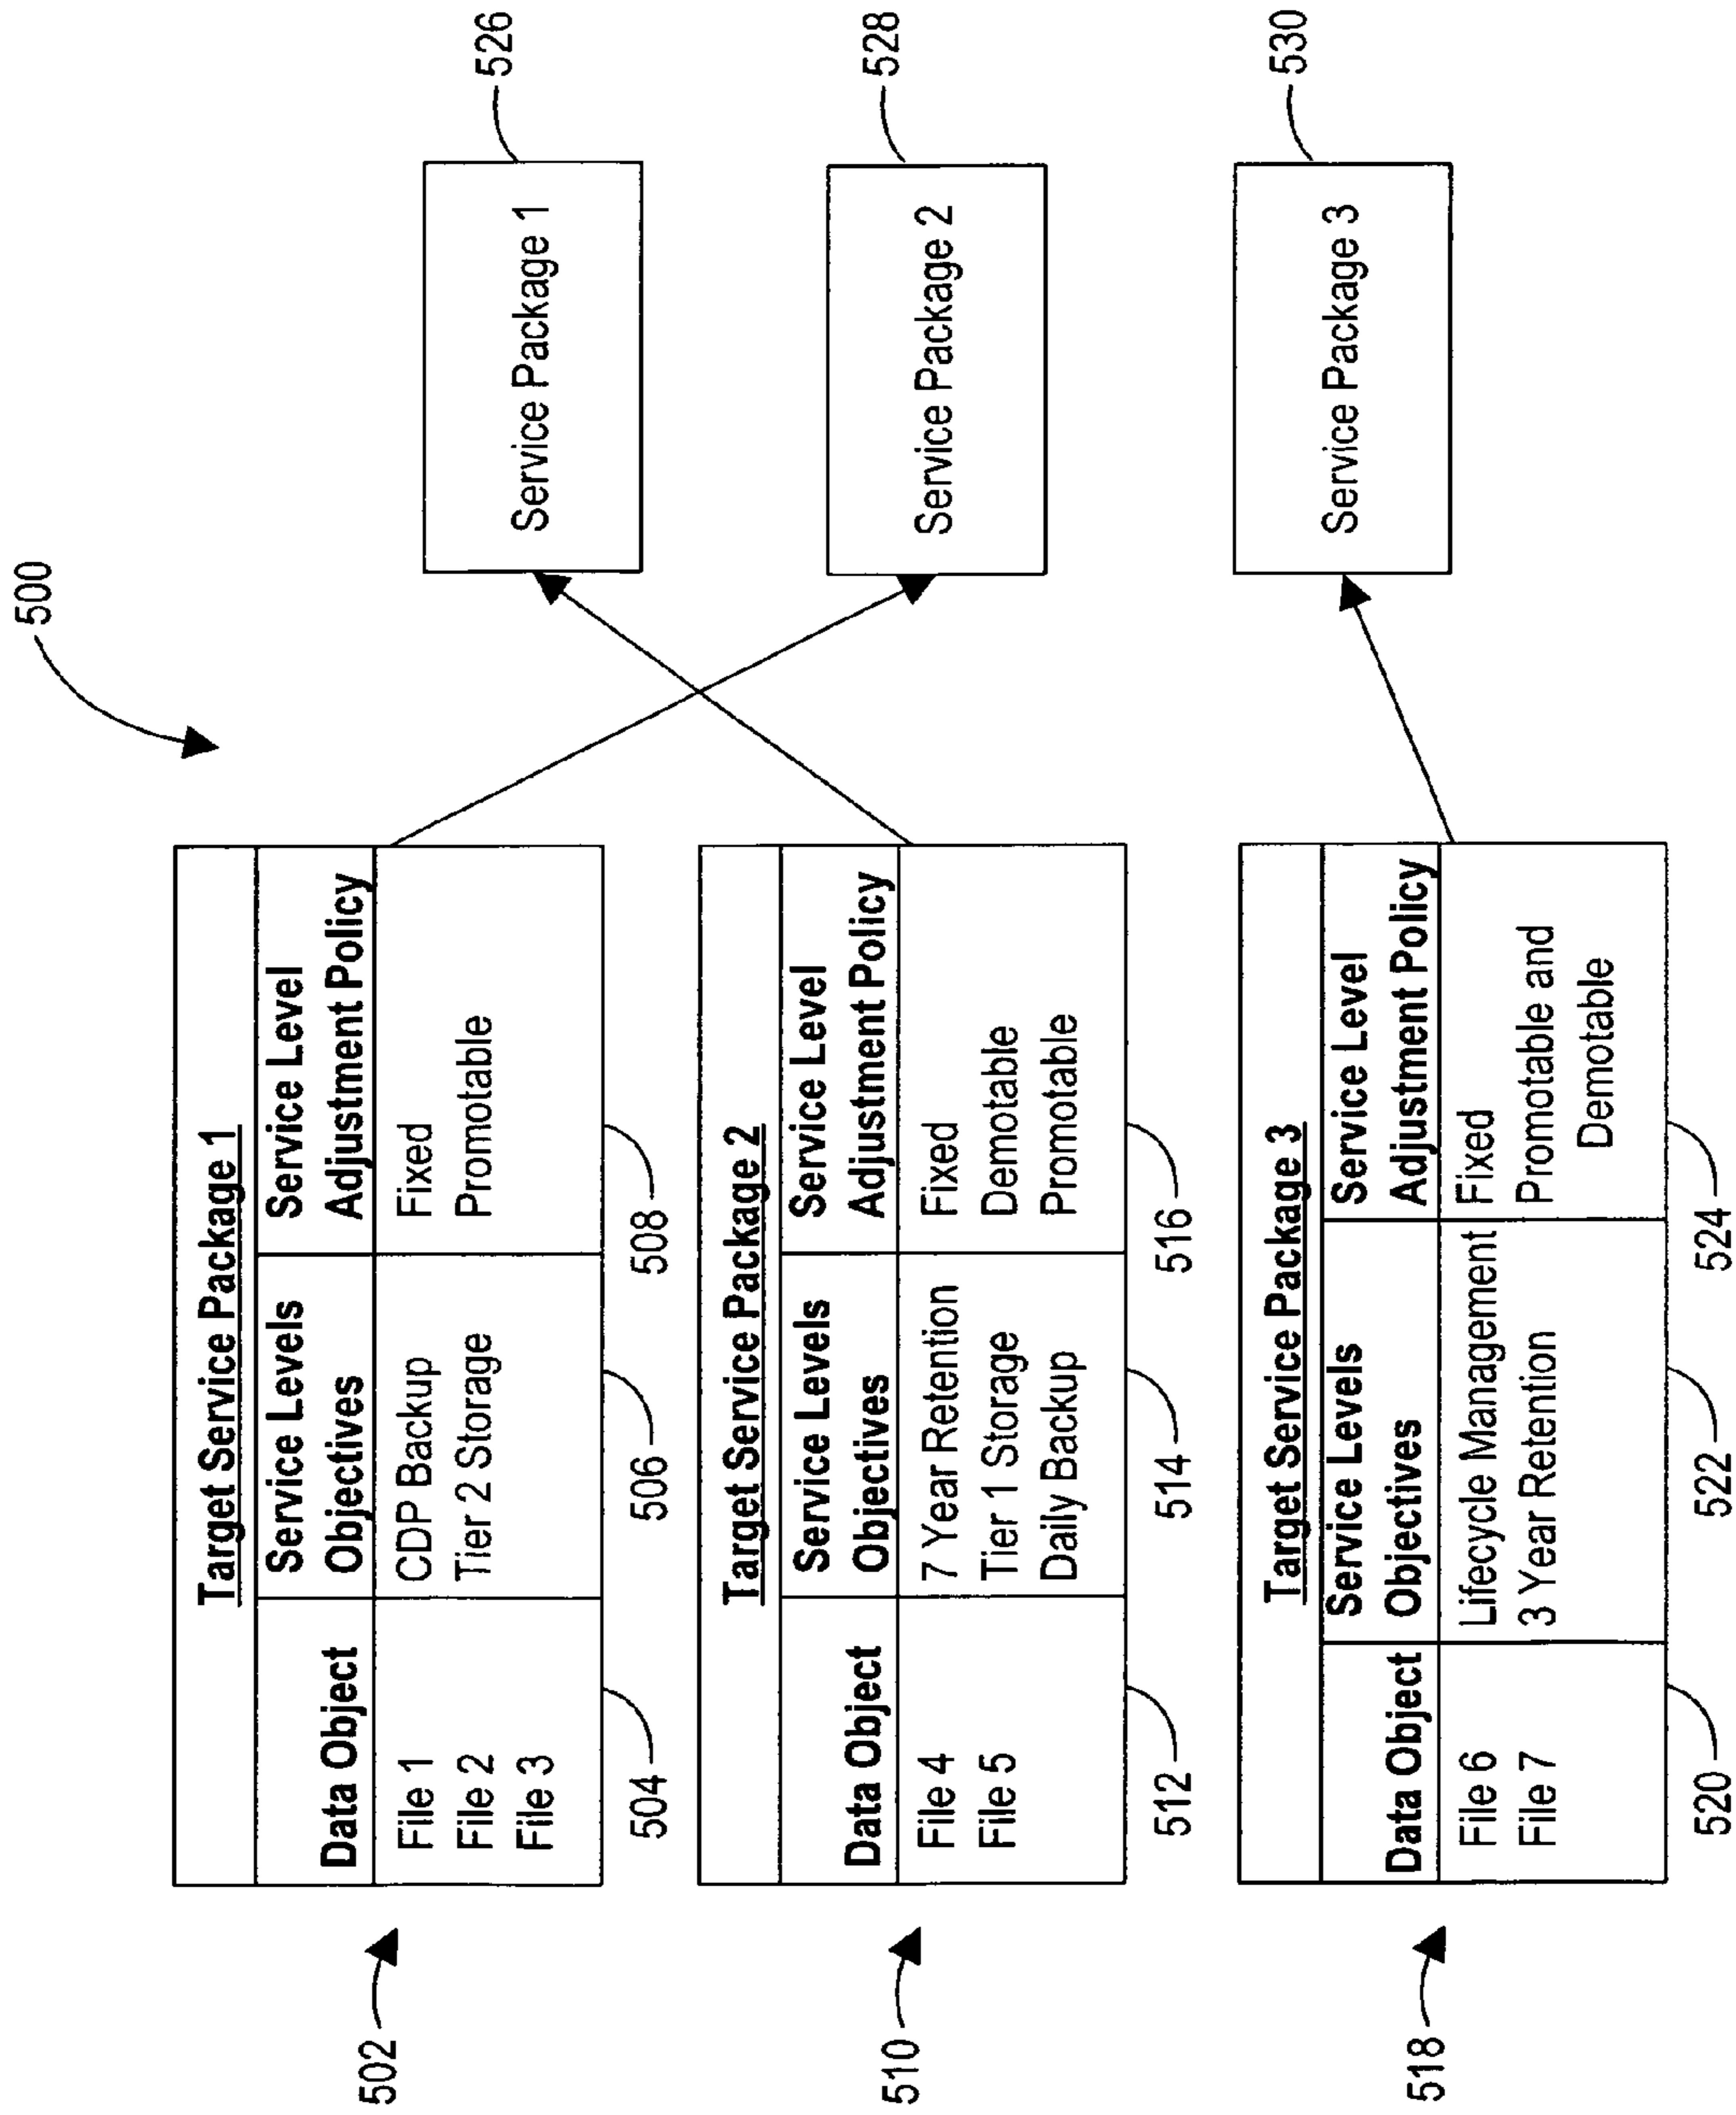 500
Target Service Package 1
Data Object
Service Levels Objectives
Service Level Adjustment Policy
File 1
CDP Backup
Fixed
File 2
Tier 2 Storage
Promotable
File 3
502
504
506
508
Target Service Package 2
Data Object
Service Levels Objectives
Service Level Adjustment Policy
File 4
7 Year Retention
Fixed
File 5
Tier 1 Storage
Demotable
Daily Backup
Promotable
510
512
514
516
Target Service Package 3
Data Object
Service Levels Objectives
Service Level Adjustment Policy
File 6
Lifecycle Management
Fixed
File 7
3 Year Retention
Promotable and
Demotable
518
520
522
524
Service Package 1
526
Service Package 2
528
Service Package 3
530